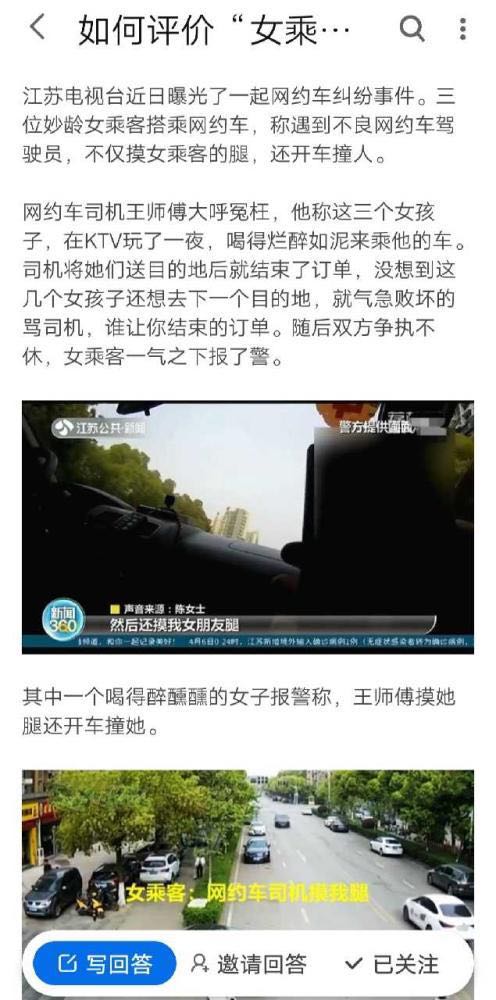 如何评价“女乘…
江苏电视台近日曝光了一起网约车纠纷事件。三
位妙龄女乘客搭乘网约车，称遇到不良网约车驾
驶员，不仅摸女乘客的腿，还开车撞人。
网约车司机王师傅大呼冤枉，他称这三个女孩
子，在KTV玩了一夜，喝得烂醉如泥来乘他的车。
司机将她们送目的地后就结束了订单，没想到这
几个女孩子还想去下一个目的地，就气急败坏的
骂司机，谁让你结束的订单。随后双方争执不
休，女乘客一气之下报了警。
江苏公共·新闻
警方提供
新闻
360
声音来源：陈女士
然后还摸我女朋友腿
频道，和你一起记录美好！ 4月6日0-24时，江苏新增境外输入确诊病例1例（无症状感染者转为确诊病例，
其中一个喝得醉醺醺的女子报警称，王师傅摸她
腿还开车撞她。
女乘客：网约车司机摸我腿
写回答
邀请回答
已关注